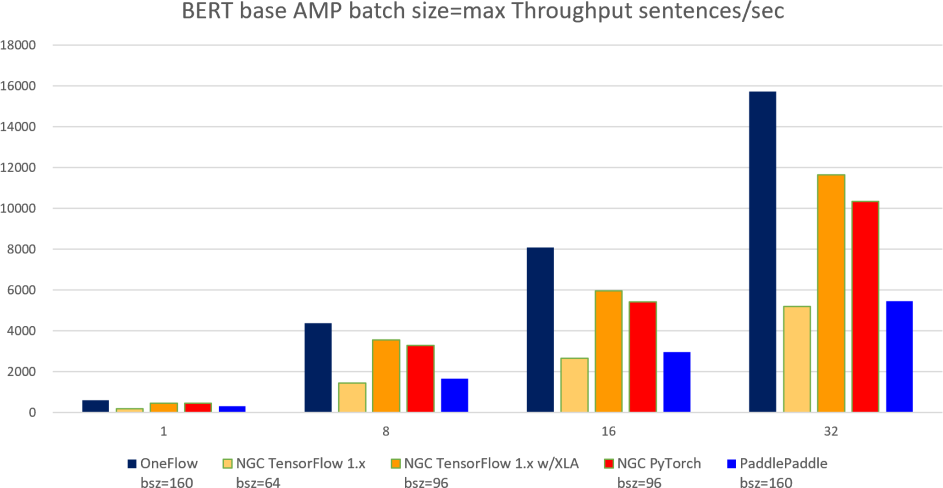 BERT base AMP batch size=max Throughput sentences/sec
18000
16000
14000
12000
10000
8000
6000
4000
2000
0
1 8 16 32
OneFlow NGC TensorFlow 1.x NGC TensorFlow 1.x w/XLA NGC PyTorch PaddlePaddle
bsz=160 bsz=64 bsz=96 bsz=96 bsz=160